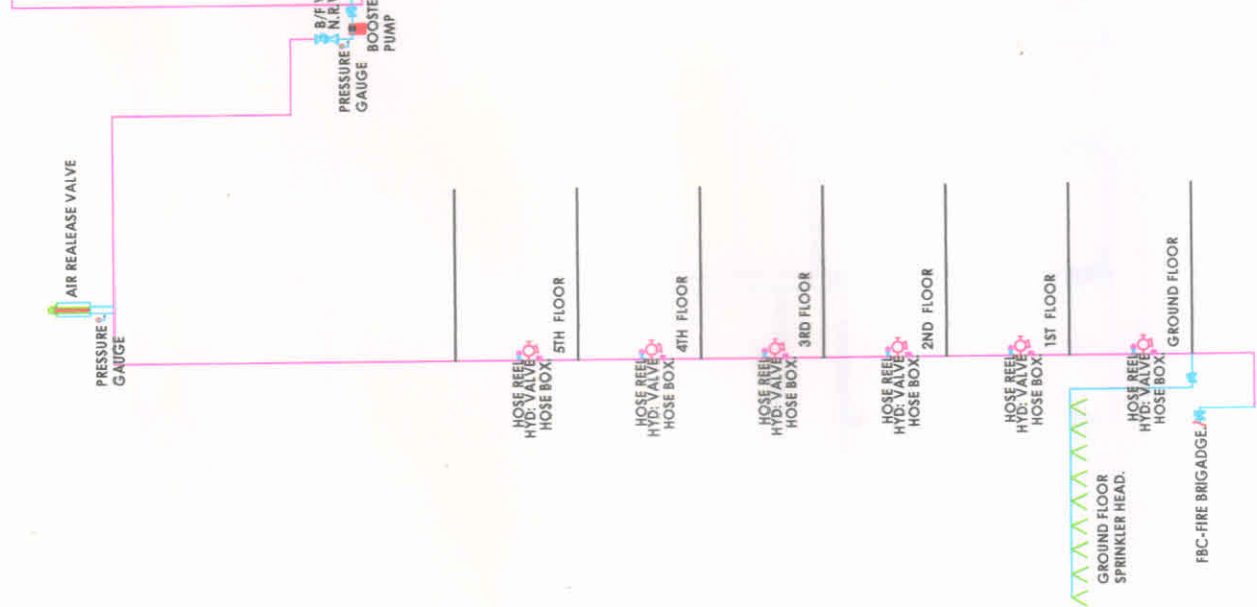 B/F
N.R.
BOOSTE
PUMP
PRESSURE
GAUGE
AIR REALEASE VALVE
PRESSURE
GAUGE
HOSE REEL
HYD: VALVE
HOSE BOX.
5TH FLOOR
HOSE REEL
HYD: VALVE
HOSE BOX.
4TH FLOOR
HOSE REEL
HYD: VALVE
HOSE BOX.
3RD FLOOR
HOSE REEL
HYD: VALVE
HOSE BOX.
2ND FLOOR
HOSE REEL
HYD: VALVE
HOSE BOX.
1ST FLOOR
HOSE REEL
HYD: VALVE
HOSE BOX.
GROUND FLOOR
GROUND FLOOR
SPRINKLER HEAD.
FBC-FIRE BRIGADGE.